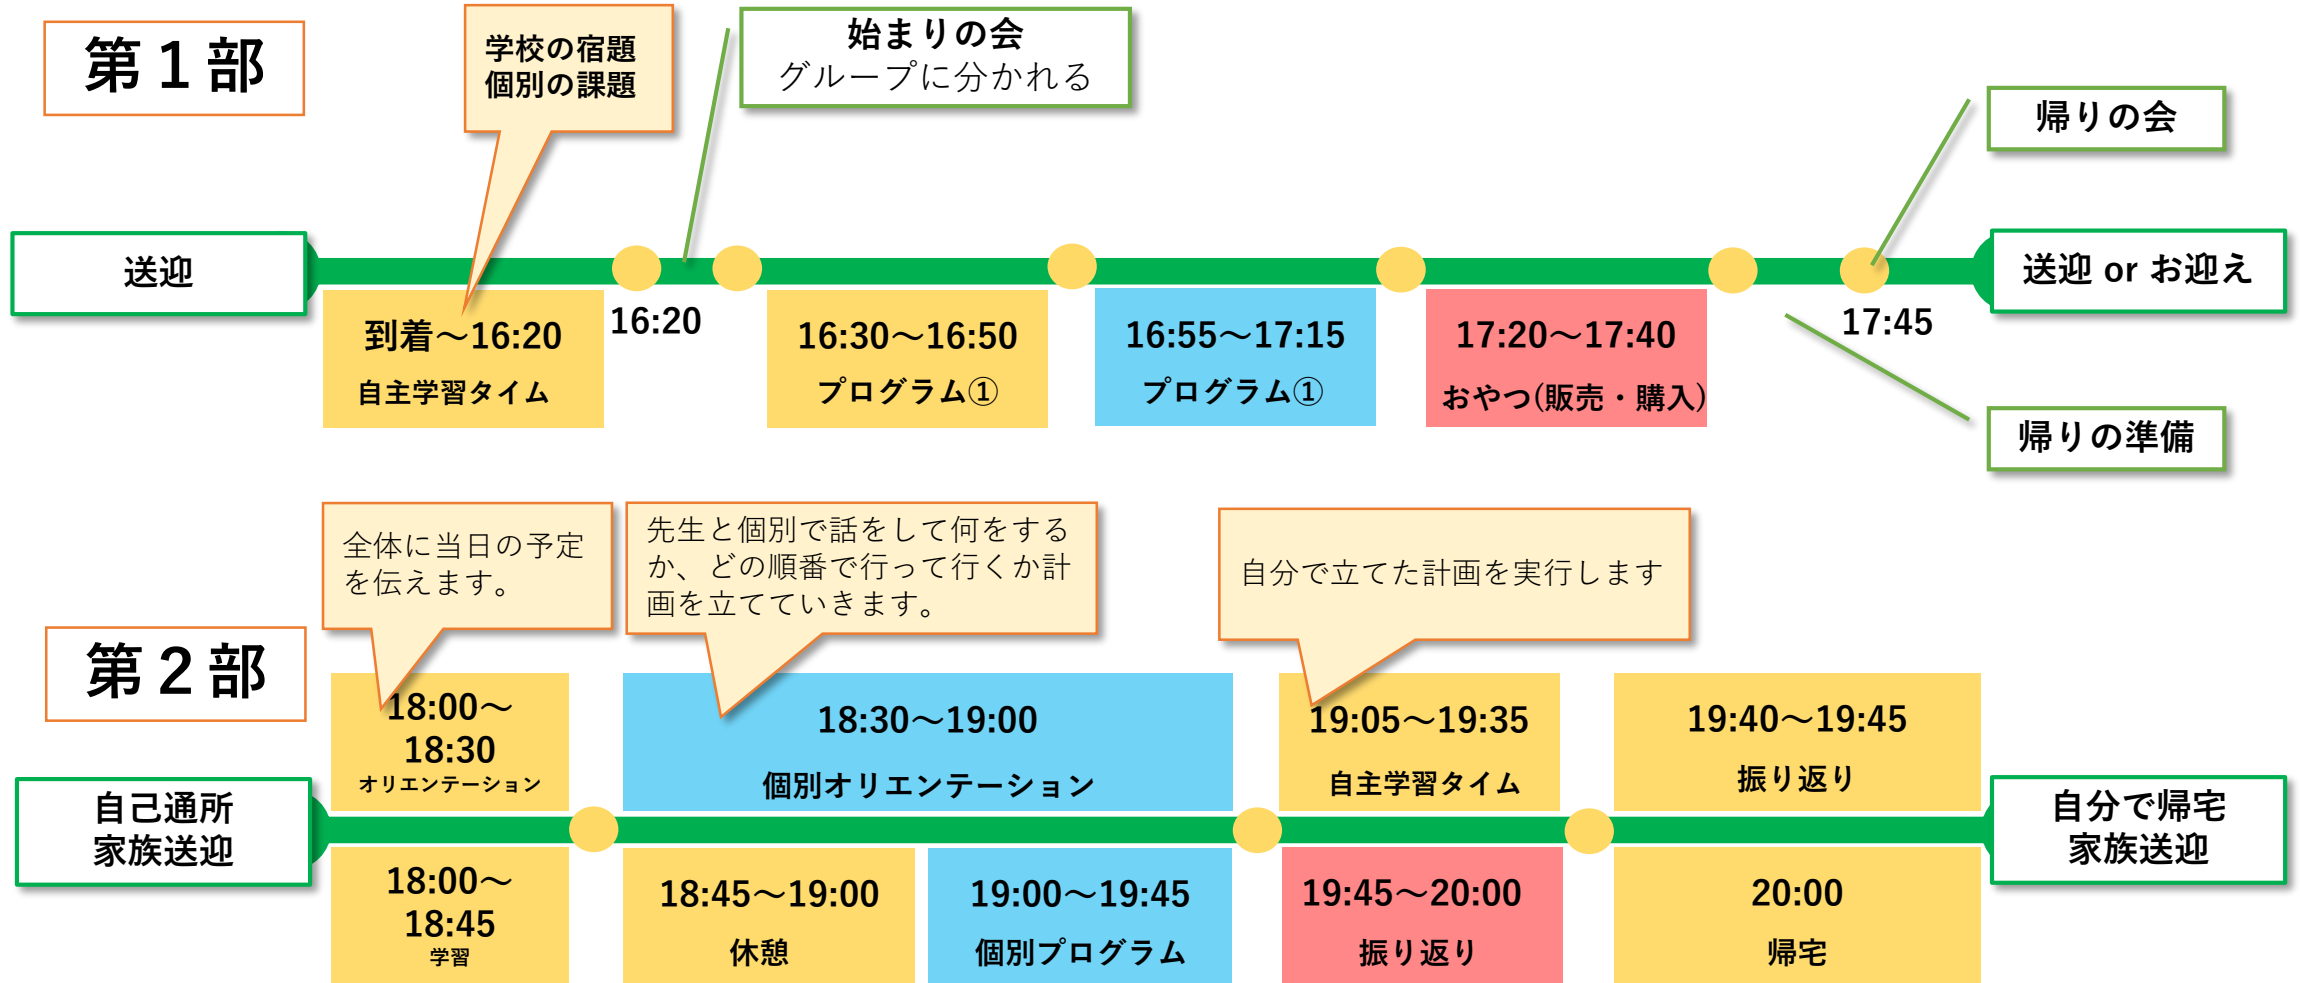 第１部
学校の宿題
個別の課題
始まりの会
グループに分かれる
帰りの会
送迎
送迎 or お迎え
到着～16:20
自主学習タイム
16:20
16:30～16:50
プログラム①
16:55～17:15
プログラム①
17:20～17:40
おやつ(販売・購入)
17:45
帰りの準備
全体に当日の予定
を伝えます。
先生と個別で話をして何をする
か、どの順番で行って行くか計
画を立てていきます。
自分で立てた計画を実行します
第２部
18:00～
18:30
オリエンテーション
18:30～19:00
個別オリエンテーション
19:05～19:35
自主学習タイム
19:40～19:45
振り返り
自己通所
家族送迎
自分で帰宅
家族送迎
18:00～
18:45
学習
18:45～19:00
休憩
19:00～19:45
個別プログラム
19:45～20:00
振り返り
20:00
帰宅